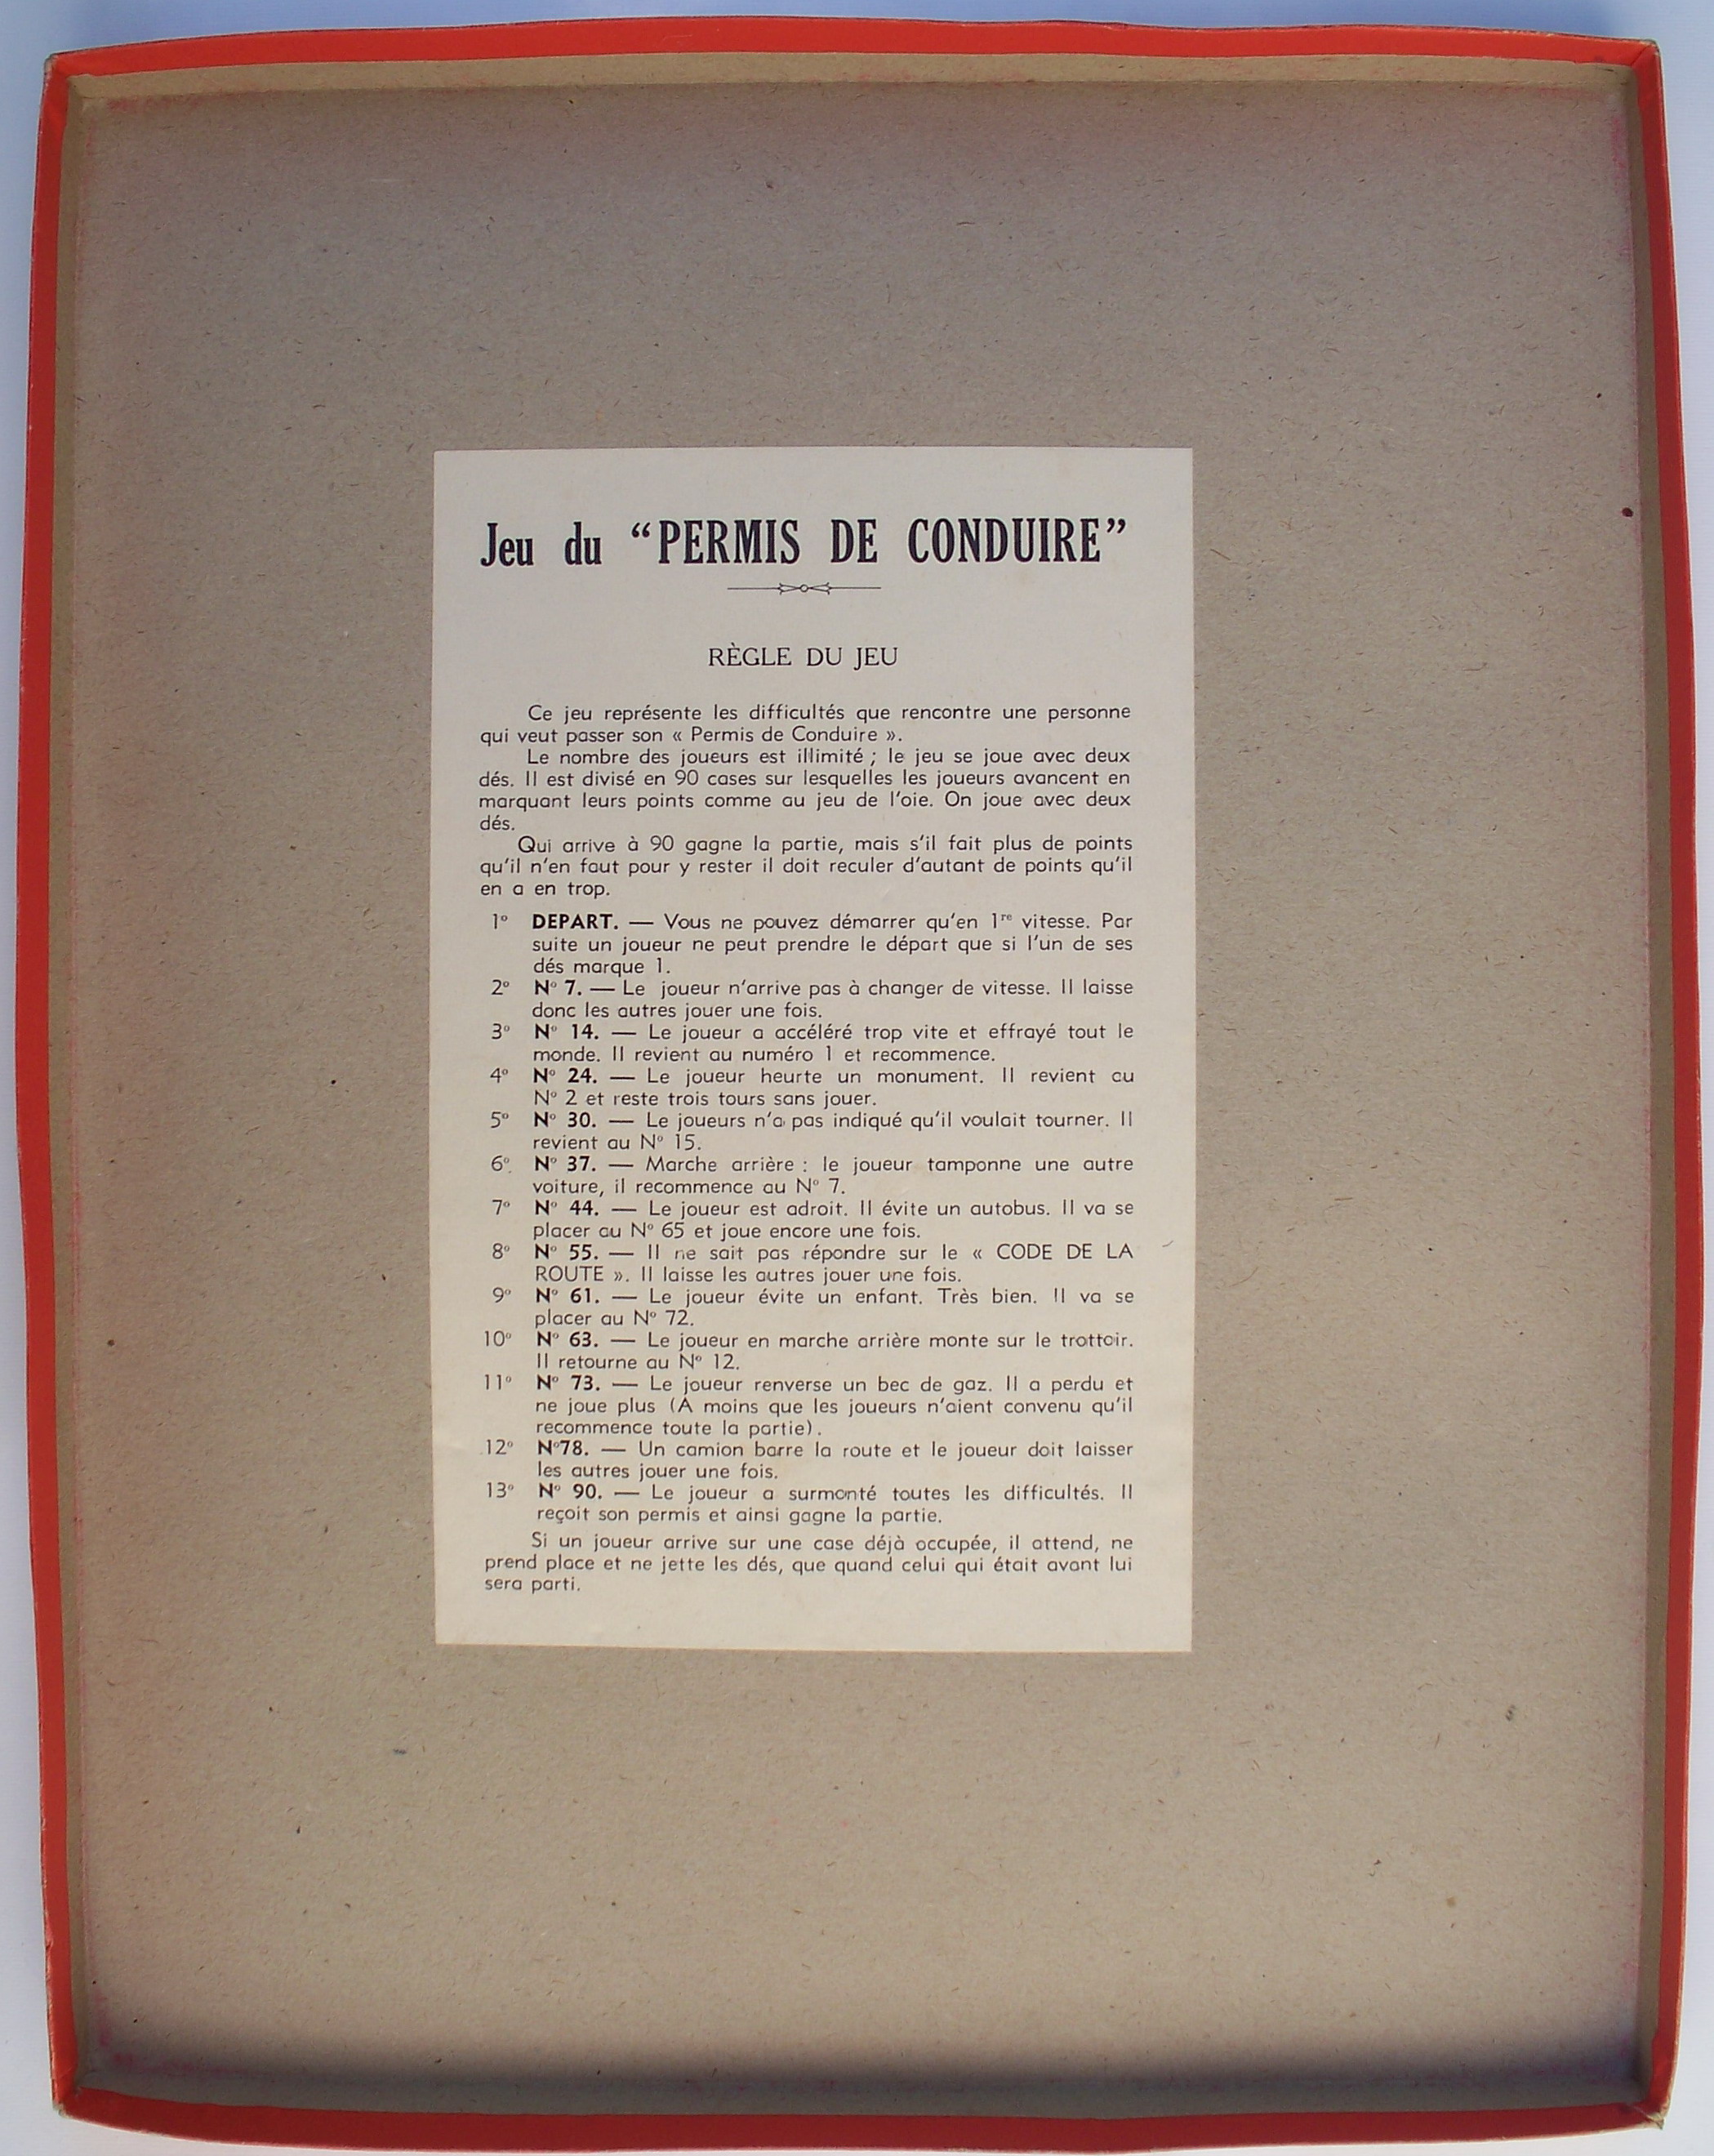 Jeu du “PERMIS DE CONDUIRE”
RÈGLE DU JEU
Ce jeu représente les difficultés que rencontre une personne
qui veut passer son « Permis de Conduire ».
Le nombre des joueurs est illimité ; le jeu se joue avec deux
dés. Il est divisé en 90 cases sur lesquelles les joueurs avancent en
marquant leurs points comme au jeu de l'oie. On joue avec deux
dés.
Qui arrive à 90 gagne la partie, mais s'il fait plus de points
qu'il n'en faut pour y rester il doit reculer d'autant de points qu'il
en a en trop.
1° DEPART. — Vous ne pouvez démarrer qu'en 1re vitesse. Par
suite un joueur ne peut prendre le départ que si l'un de ses
dés marque 1.
2° N° 7. — Le joueur n'arrive pas à changer de vitesse. Il laisse
donc les autres jouer une fois.
3° N° 14. — Le joueur a accéléré trop vite et effrayé tout le
monde. Il revient au numéro 1 et recommence.
4° N° 24. — Le joueur heurte un monument. Il revient au
N° 2 et reste trois tours sans jouer.
5° N° 30. — Le joueurs n'a pas indiqué qu'il voulait tourner. Il
revient au N° 15.
6° N° 37. — Marche arrière : le joueur tamponne une autre
voiture, il recommence au N° 7.
7° N° 44. — Le joueur est adroit. Il évite un autobus. Il va se
placer au N° 65 et joue encore une fois.
8° N° 55. — Il ne sait pas répondre sur le « CODE DE LA
ROUTE ». Il laisse les autres jouer une fois.
9° N° 61. — Le joueur évite un enfant. Très bien. Il va se
placer au N° 72.
10° N° 63. — Le joueur en marche arrière monte sur le trottoir.
Il retourne au N° 12.
11° N° 73. — Le joueur renverse un bec de gaz. Il a perdu et
ne joue plus (A moins que les joueurs n'aient convenu qu'il
recommence toute la partie).
12° N°78. — Un camion barre la route et le joueur doit laisser
les autres jouer une fois.
13° N° 90. — Le joueur a surmonté toutes les difficultés. Il
reçoit son permis et ainsi gagne la partie.
Si un joueur arrive sur une case déjà occupée, il attend, ne
prend place et ne jette les dés, que quand celui qui était avant lui
sera parti.